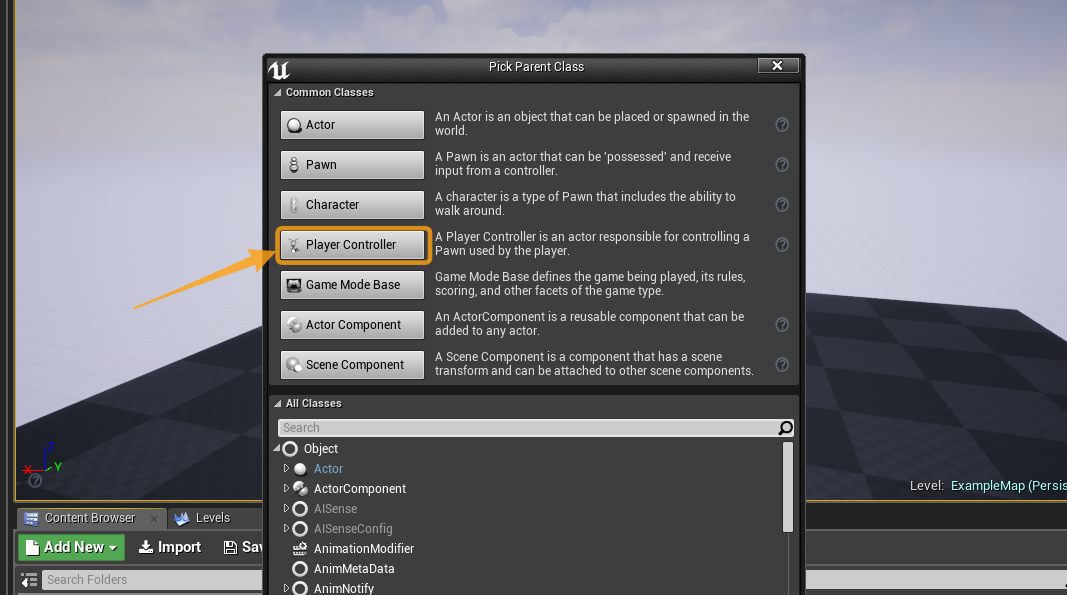 Pick Parent Class
Common Classes
Actor
An Actor is an object that can be placed or spawned in the
world.
Pawn
A Pawn is an actor that can be 'possessed' and receive
input from a controller.
Character
A character is a type of Pawn that includes the ability to
walk around.
Player Controller
A Player Controller is an actor responsible for controlling a
Pawn used by the player.
Game Mode Base
Game Mode Base defines the game being played, its rules,
scoring, and other facets of the game type.
Actor Component
An ActorComponent is a reusable component that can be
added to any actor.
Scene Component
A Scene Component is a component that has a scene
transform and can be attached to other scene components.
All Classes
Search
Object
Actor
ActorComponent
AISense
AISenseConfig
AnimationModifier
AnimMetaData
AnimNotify
Z
X
Y
Level: ExampleMap (Persis
Content Browser
Levels
Add New
Import
Sav
Search Folders